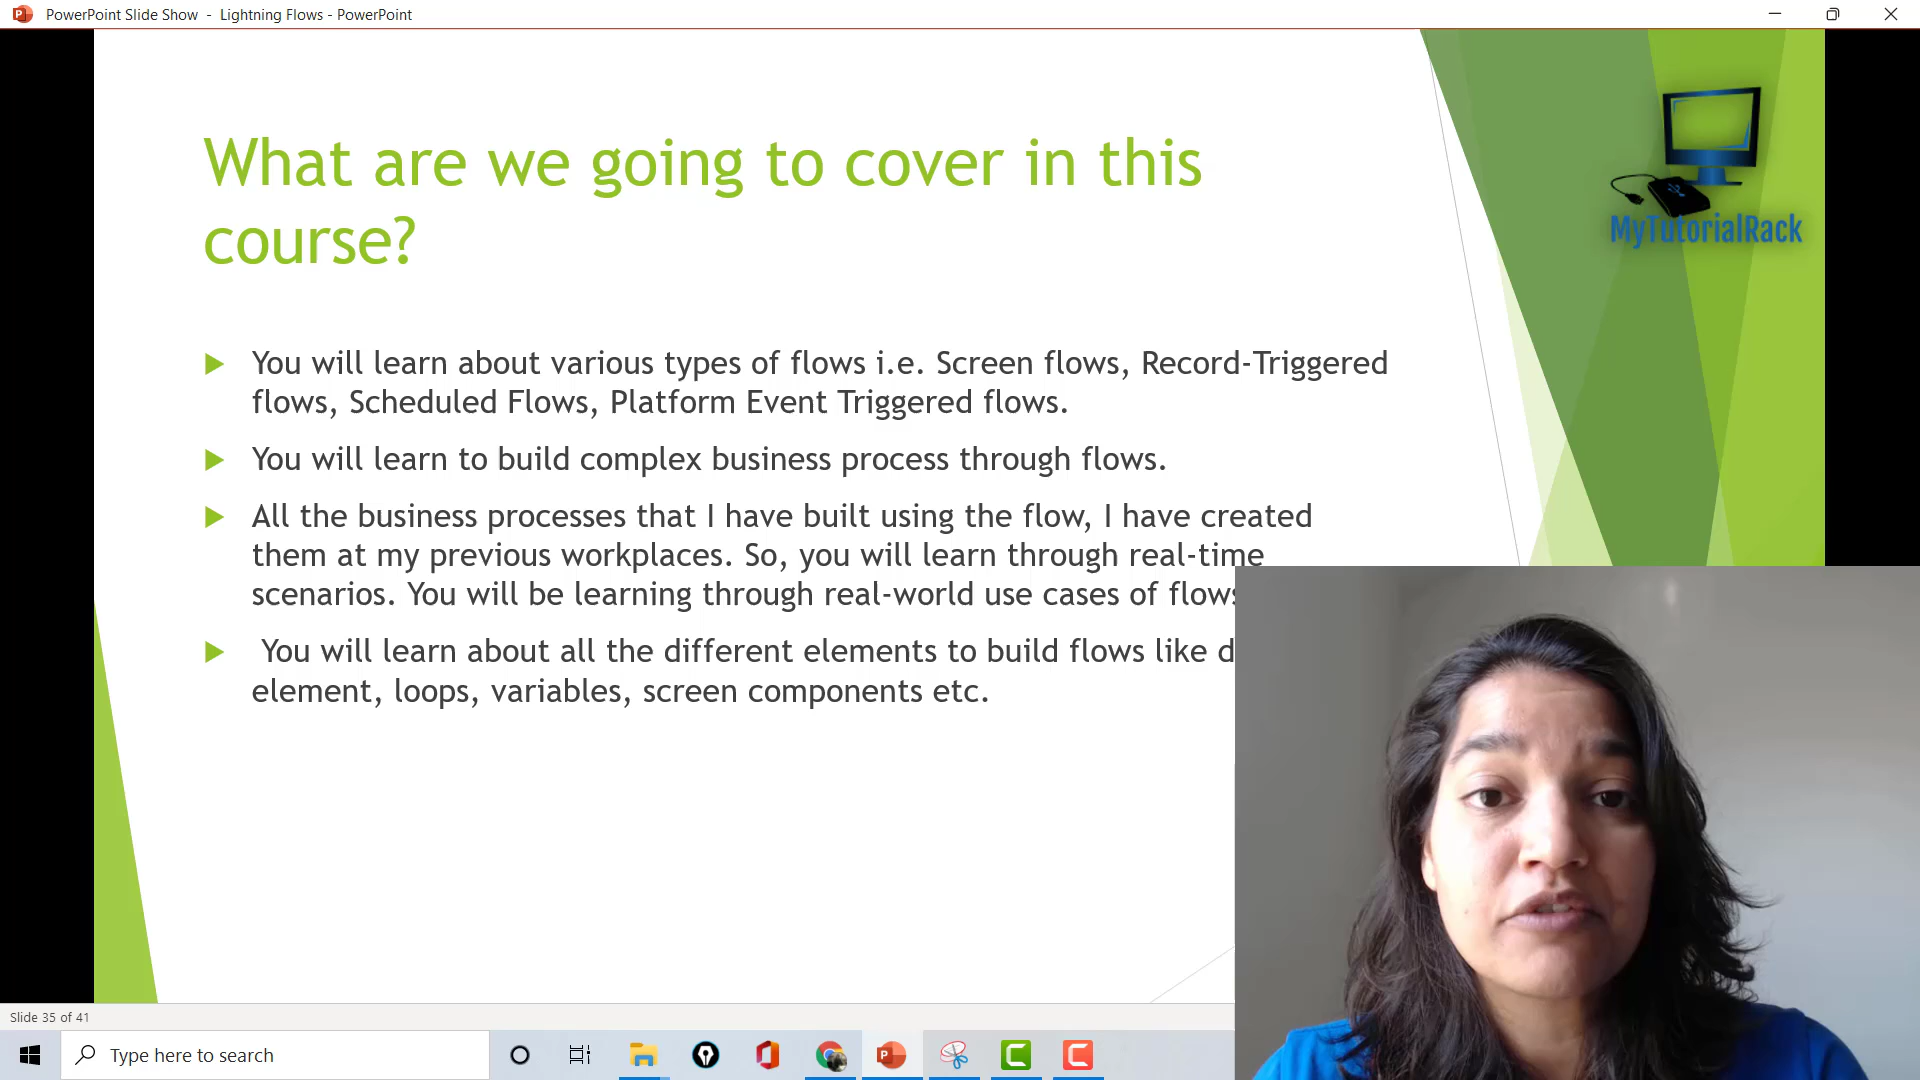 PowerPoint Slide Show - Lightning Flows - PowerPoint
What are we going to cover in this
course?
MyTutorialRack
You will learn about various types of flows i.e. Screen flows, Record-Triggered
flows, Scheduled Flows, Platform Event Triggered flows.
You will learn to build complex business process through flows.
All the business processes that I have built using the flow, I have created
them at my previous workplaces. So, you will learn through real-time
scenarios. You will be learning through real-world use cases of flows
You will learn about all the different elements to build flows like
element, loops, variables, screen components etc.
Slide 35 of 41
Type here to search